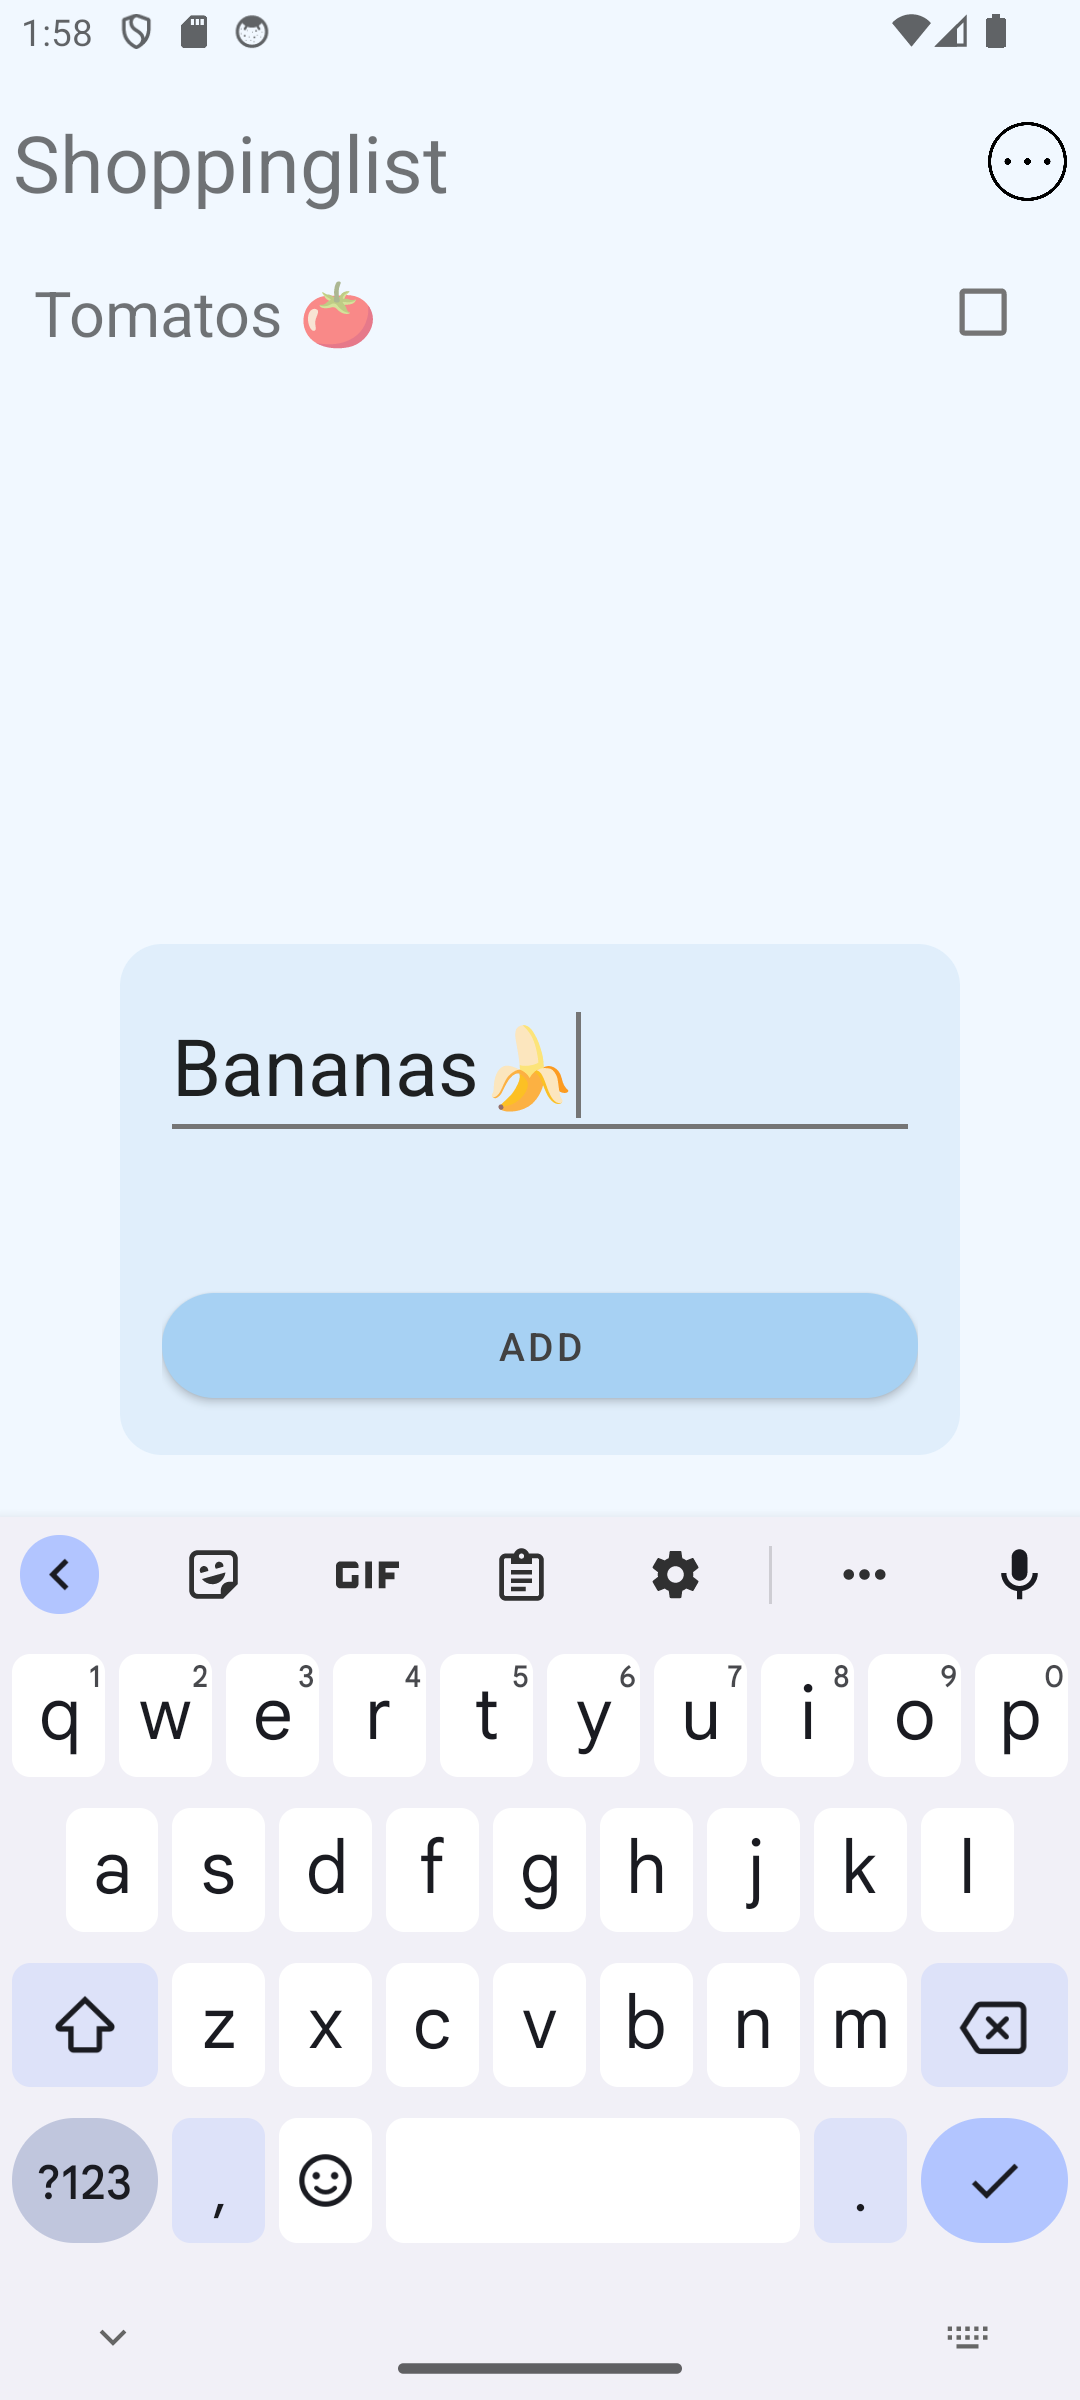 1:58
Shoppinglist
Tomatos 🍅
Bananas🍌
ADD
GIF
q1 w2 e3 r4 t5 y6 u7 i8 o9 p0
a s d f g h j k l
z x c v b n m
?123 , .